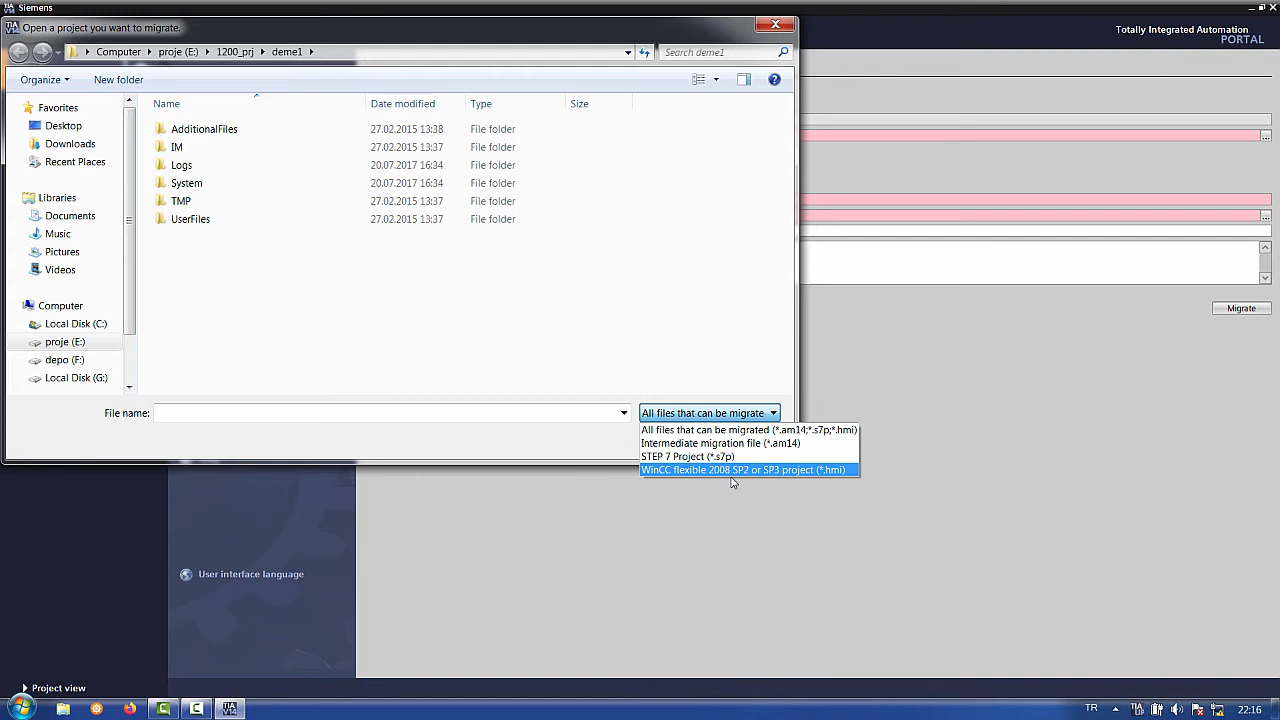 Siemens
Totally Integrated Automation
PORTAL
Open a project you want to migrate.
Computer
proje (E:)
1200_prj
deme1
Search deme1
Organize
New folder
Name
Date modified
Type
Size
Favorites
Desktop
Downloads
Recent Places
Libraries
Documents
Music
Pictures
Videos
Computer
Local Disk (C:)
proje (E:)
depo (F:)
Local Disk (G:)
AdditionalFiles 27.02.2015 13:38 File folder
IM 27.02.2015 13:37 File folder
Logs 20.07.2017 16:34 File folder
System 20.07.2017 16:34 File folder
TMP 27.02.2015 13:37 File folder
UserFiles 27.02.2015 13:37 File folder
File name:
All files that can be migrate
All files that can be migrated (*.am14;*.s7p;*.hmi)
Intermediate migration file (*.am14)
STEP 7 Project (*.s7p)
WinCC flexible 2008 SP2 or SP3 project (*.hmi)
Migrate
User interface language
Project view
TR
22:16